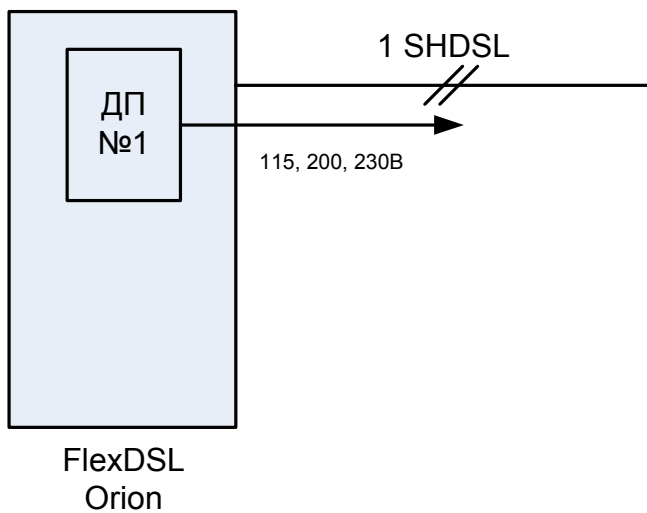 1 SHDSL
ДП
№1
115, 200, 230В
FlexDSL
Orion